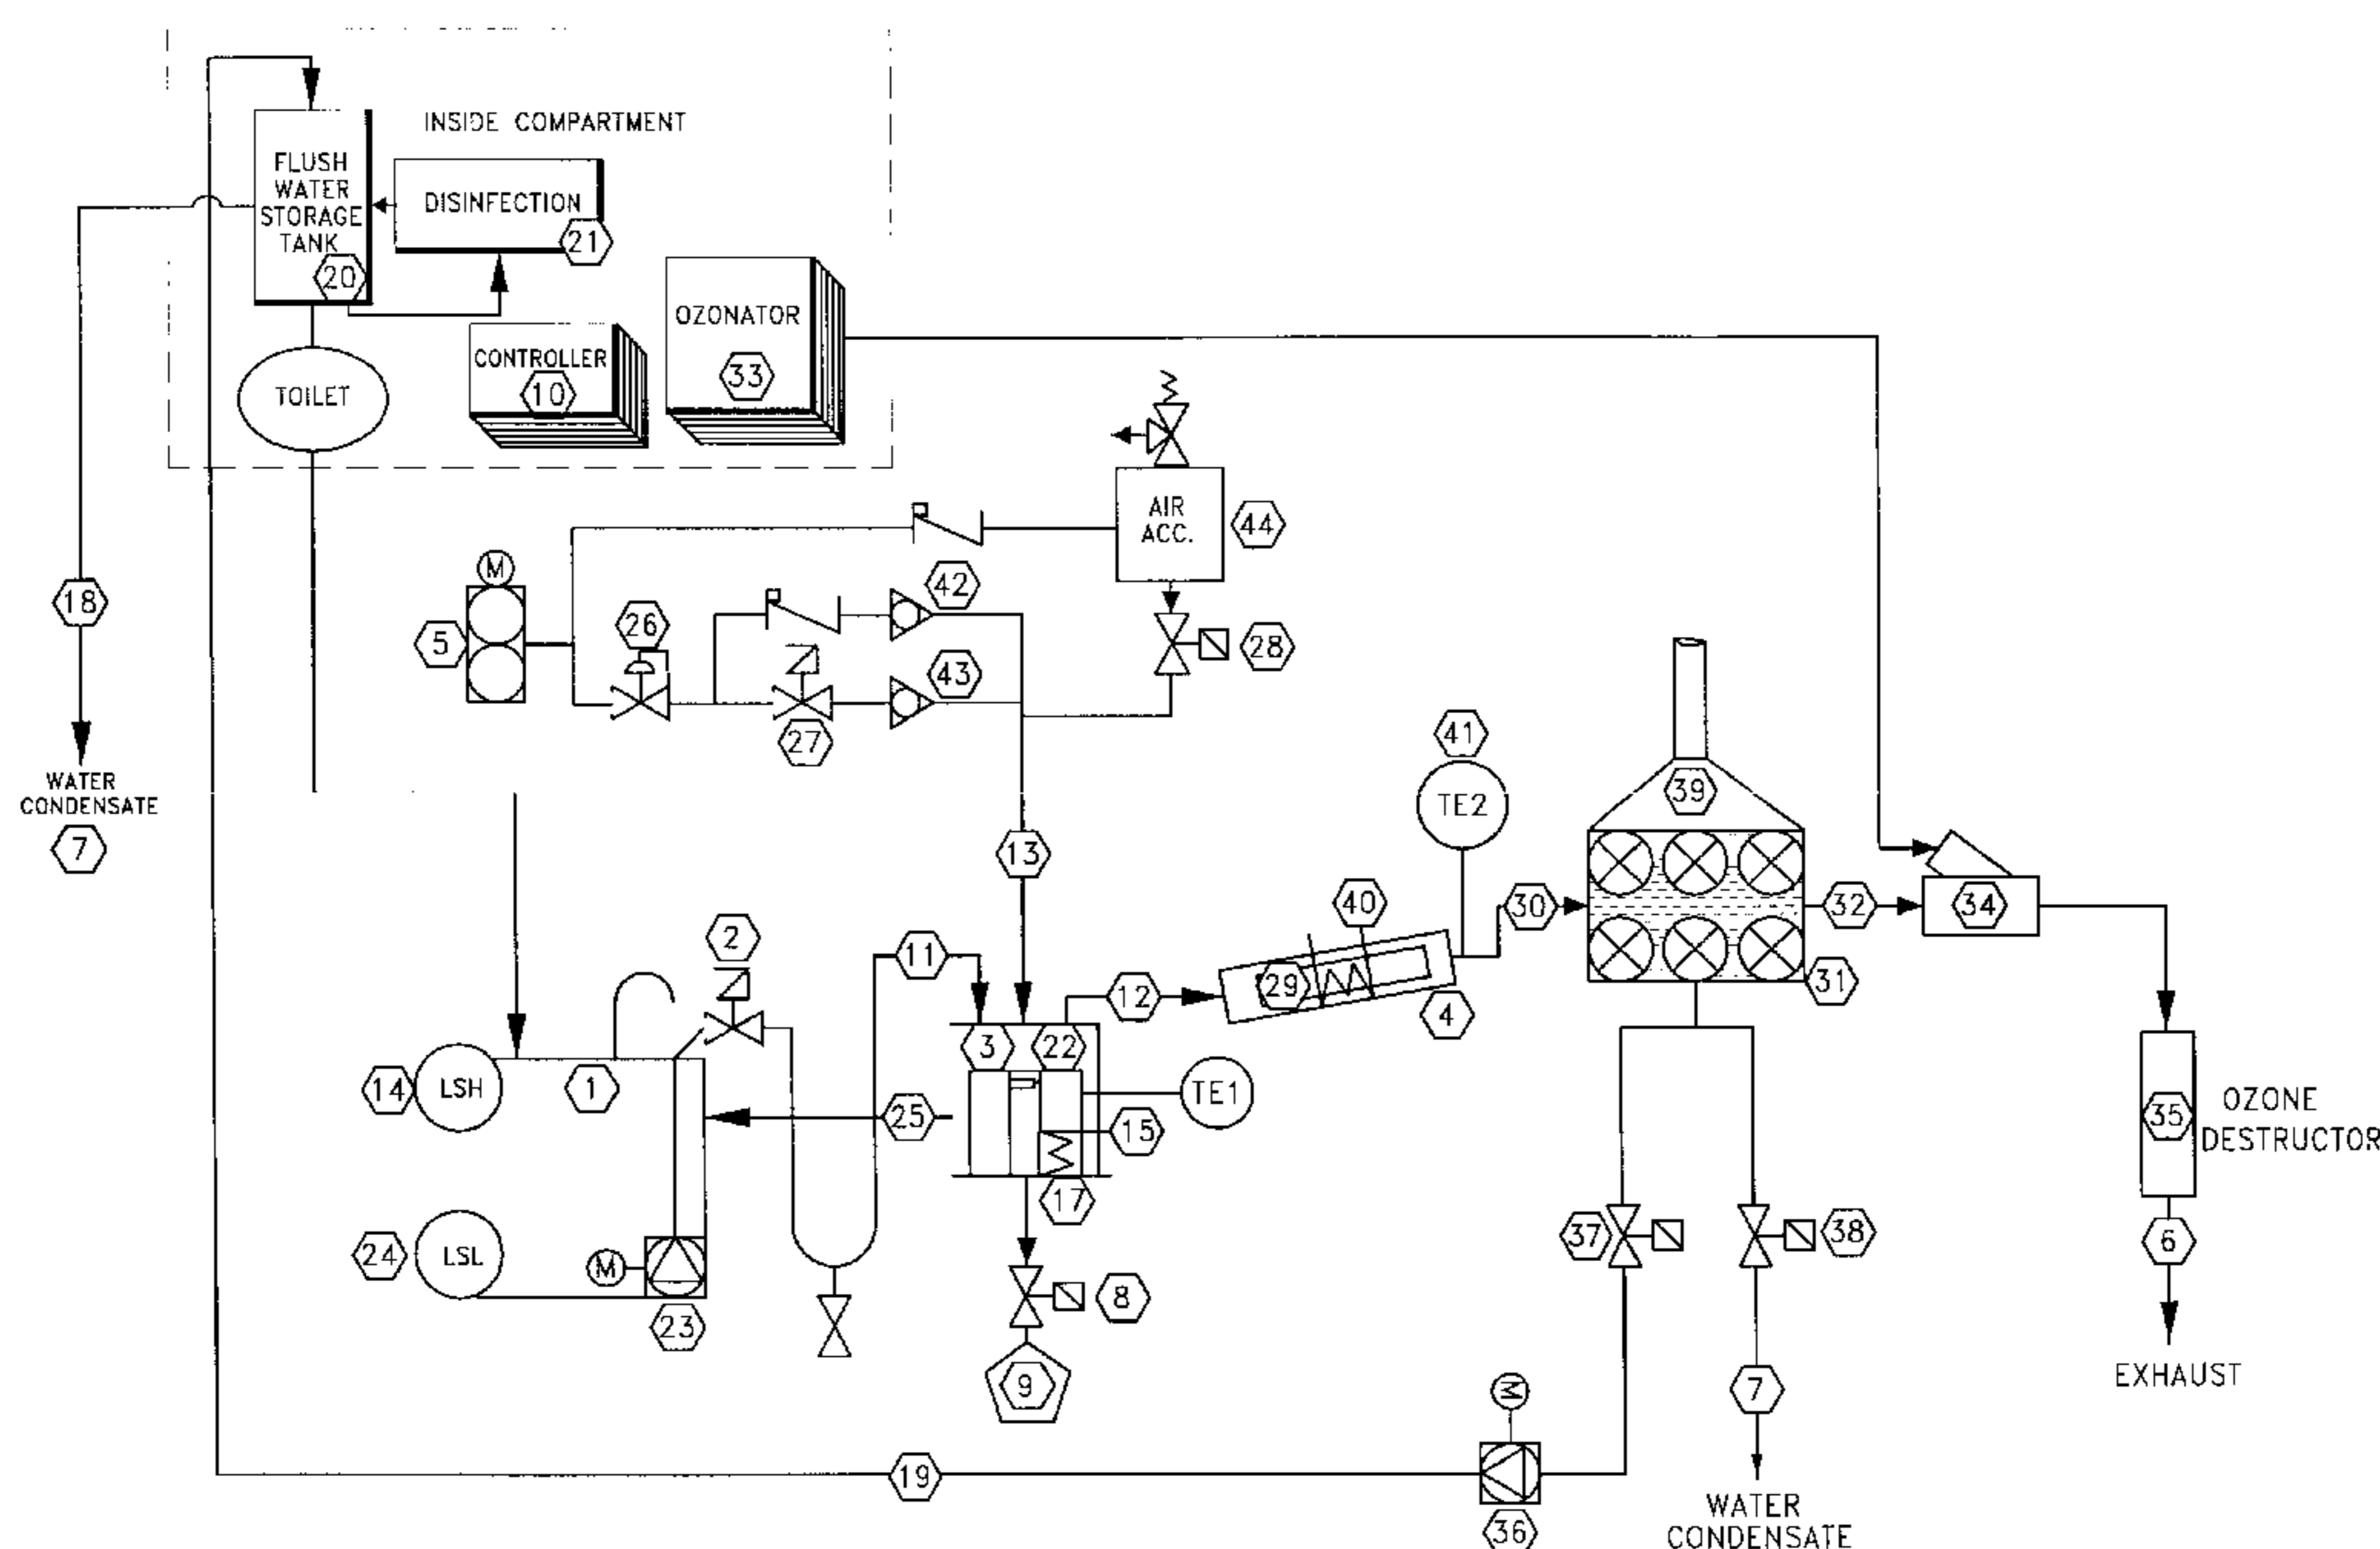 INSIDE COMPARTMENT
FLUSH
WATER
STORAGE
TANK
20
DISINFECTION
21
OZONATOR
33
CONTROLLER
10
TOILET
AIR
ACC.
44
M
5
26
42
43
27
28
18
WATER
CONDENSATE
7
13
41
TE2
39
40
30
32
34
29
4
31
2
11
12
3
22
14
LSH
1
25
TE1
15
17
24
LSL
M
23
8
9
37
38
35
OZONE
DESTRUCTOR
6
EXHAUST
7
WATER
CONDENSATE
M
36
19